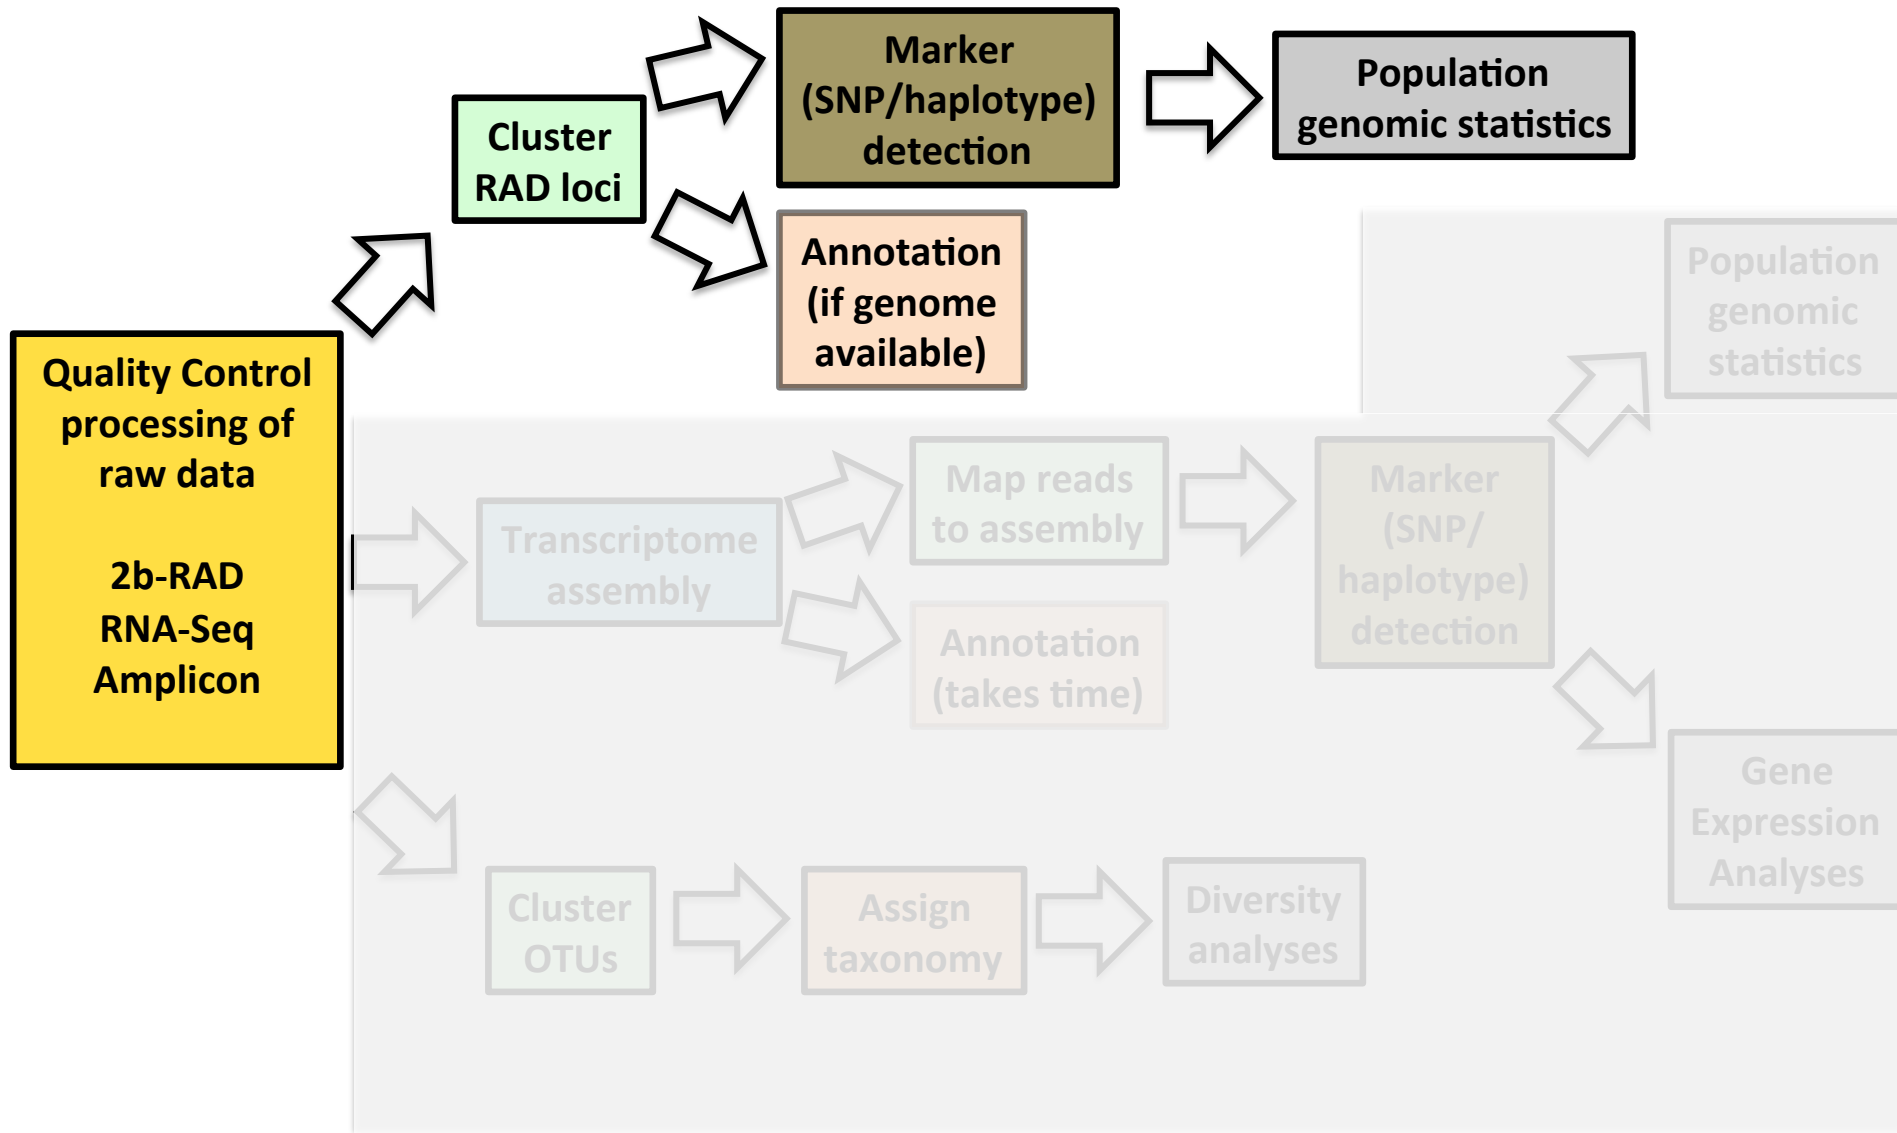 Marker
(SNP/haplotype)
detection
Population
genomic statistics
Cluster
RAD loci
Annotation
(if genome
available)
Population
genomic
statistics
Quality Control
processing of
raw data
2b-RAD
RNA-Seq
Amplicon
Transcriptome
assembly
Map reads
to assembly
Annotation
(takes time)
Marker
(SNP/
haplotype)
detection
Gene
Expression
Analyses
Cluster
OTUs
Assign
taxonomy
Diversity
analyses